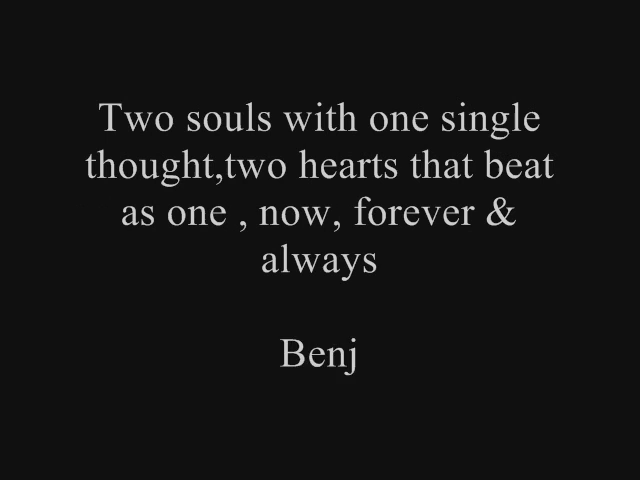 Two souls with one single
thought,two hearts that beat
as one , now, forever &
always
Benj